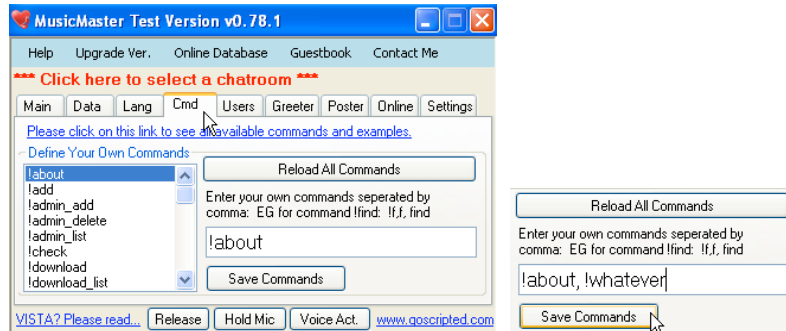 MusicMaster Test Version v0.78.1
Help Upgrade Ver. Online Database Guestbook Contact Me
*** Click here to select a chatroom ***
Main Data Lang Cmd Users Greeter Poster Online Settings
Please click on this link to see all available commands and examples.
Define Your Own Commands
!about
!add
!admin_add
!admin_delete
!admin_list
!check
!download
!download_list
Reload All Commands
Enter your own commands seperated by
comma: EG for command !find: !f,f, find
!about
Save Commands
VISTA? Please read... Release Hold Mic Voice Act. www.goscripted.com
Reload All Commands
Enter your own commands seperated by
comma: EG for command !find: !f,f, find
!about, !whatever
Save Commands